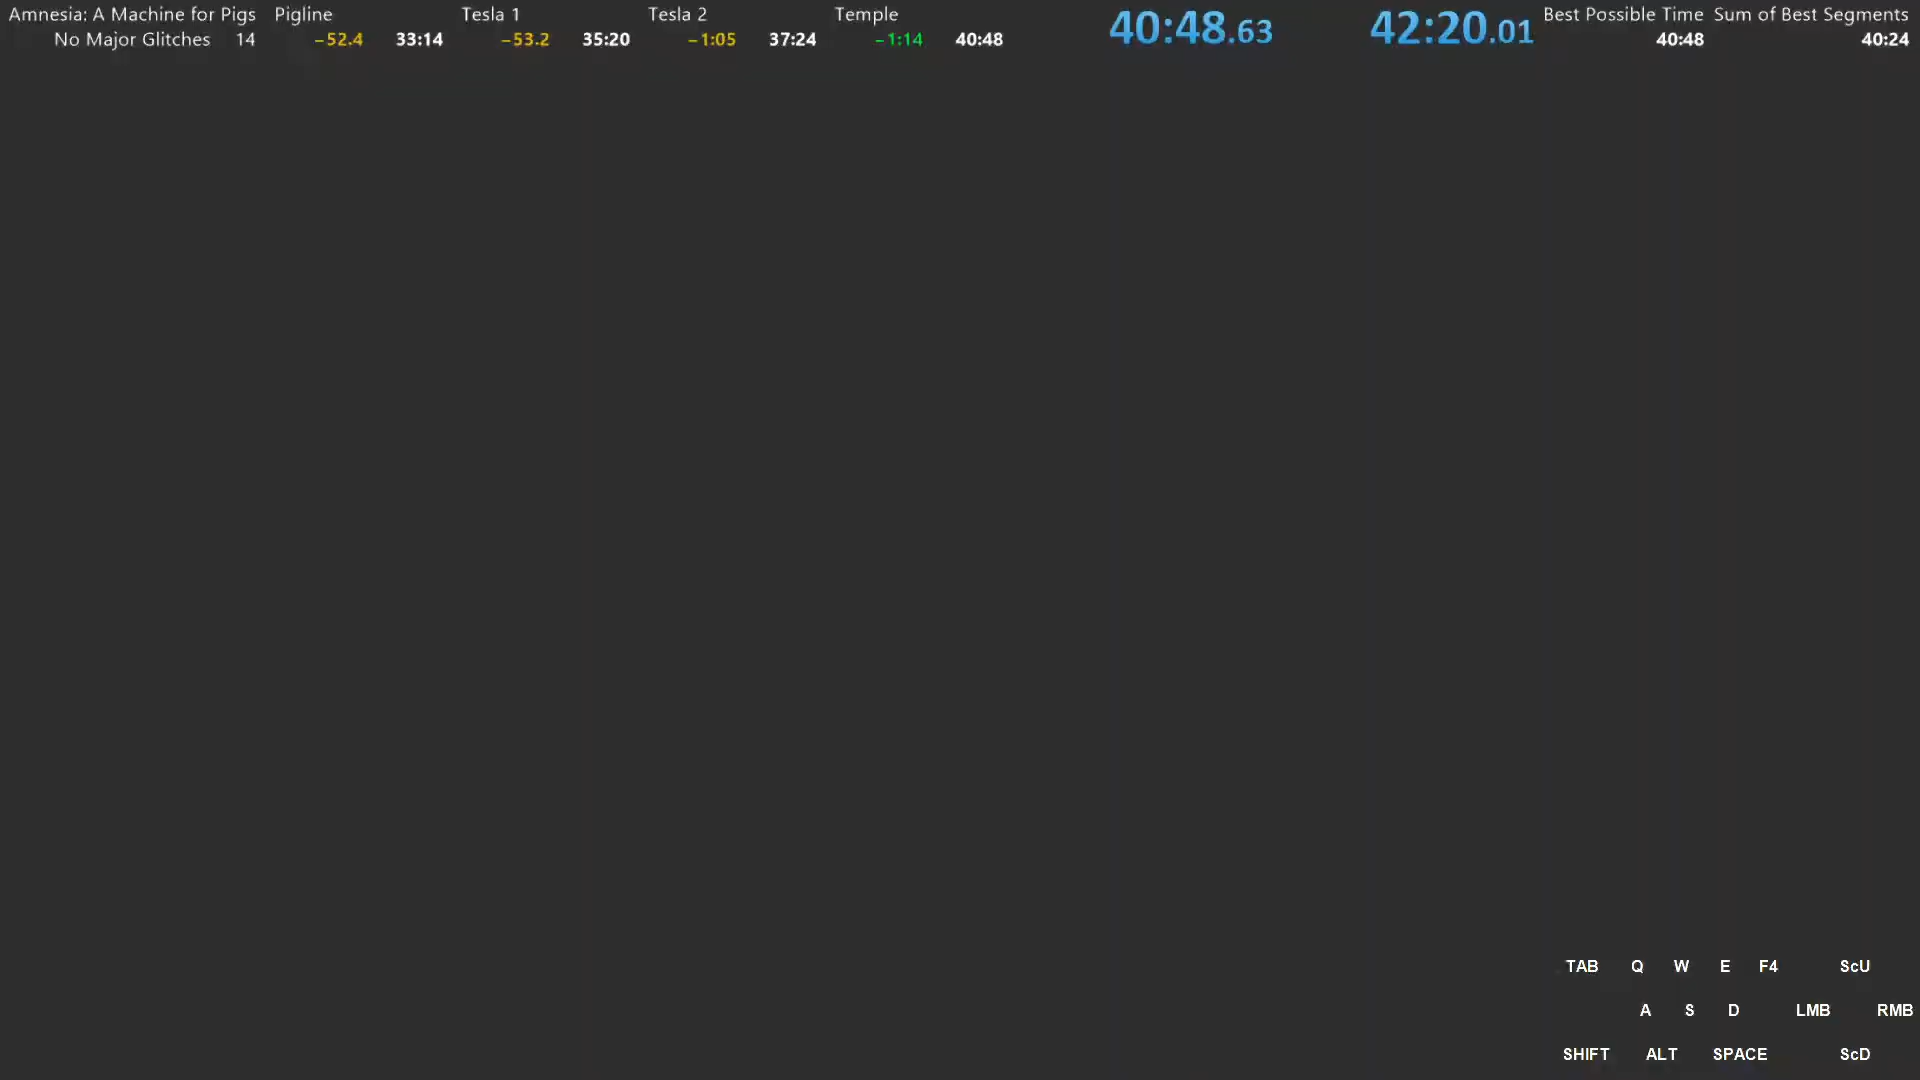 Amnesia: A Machine for Pigs Pigline Tesla 1 Tesla 2 Temple 40:48.63 42:20.01 Best Possible Time Sum of Best Segments
No Major Glitches 14 −52.4 33:14 −53.2 35:20 −1:05 37:24 −1:14 40:48 40:48 40:24
TAB Q W E F4 ScU
A S D LMB RMB
SHIFT ALT SPACE ScD